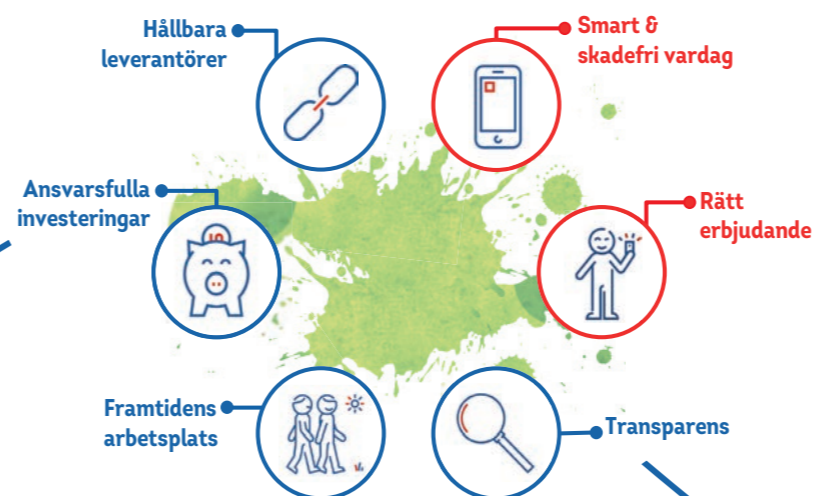 Hållbara
leverantörer
Smart &
skadefri vardag
Ansvarsfulla
investeringar
Rätt
erbjudande
Framtidens
arbetsplats
Transparens